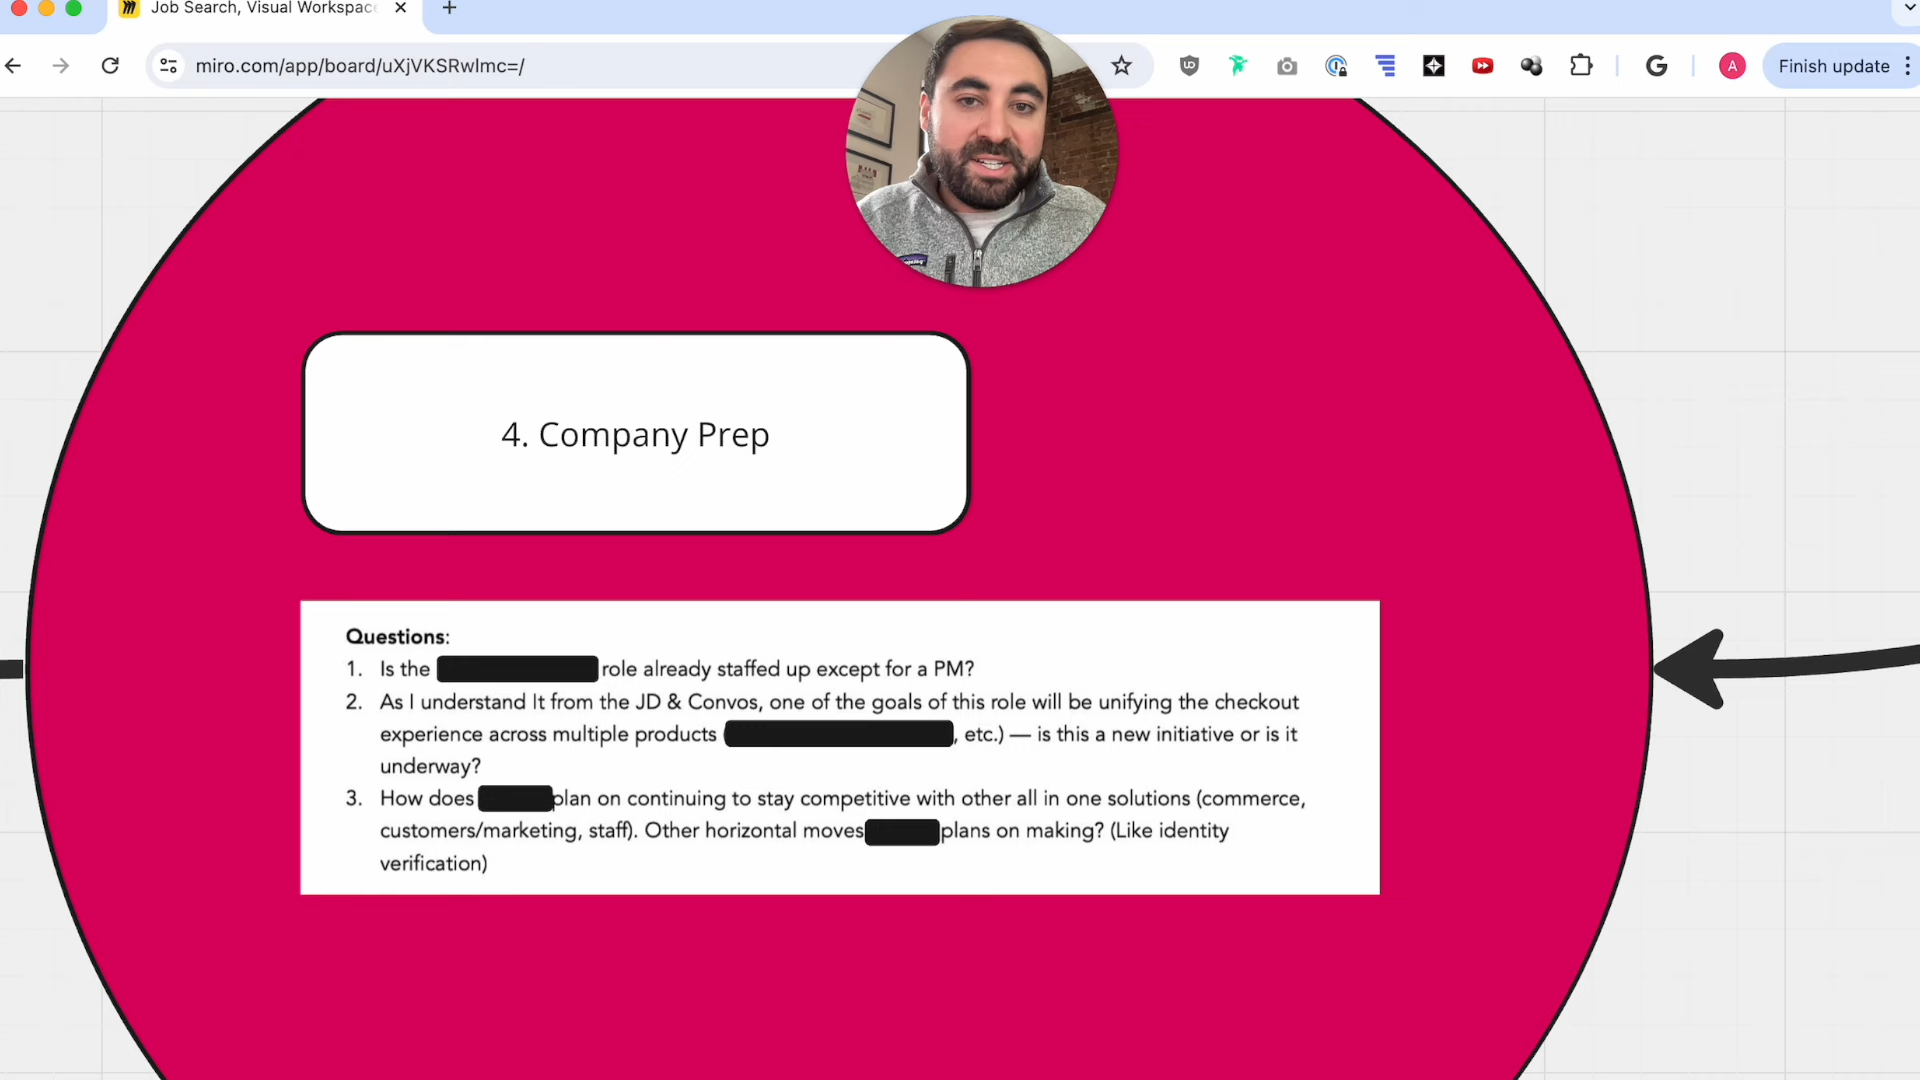 Job Search, Visual Workspace
miro.com/app/board/uXjVKSRwlmc=/
A
Finish update
4. Company Prep
Questions:
1. Is the role already staffed up except for a PM?
2. As I understand It from the JD & Convos, one of the goals of this role will be unifying the checkout
experience across multiple products ( , etc.) — is this a new initiative or is it
underway?
3. How does plan on continuing to stay competitive with other all in one solutions (commerce,
customers/marketing, staff). Other horizontal moves plans on making? (Like identity
verification)